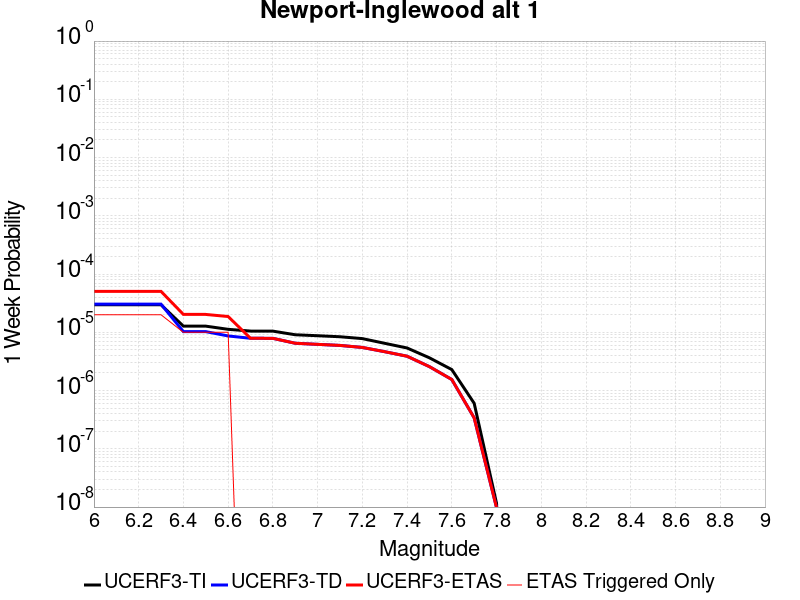 Newport-Inglewood alt 1
10^0
10^-1
10^-2
10^-3
10^-4
10^-5
10^-6
10^-7
10^-8
1 Week Probability
6 6.2 6.4 6.6 6.8 7 7.2 7.4 7.6 7.8 8 8.2 8.4 8.6 8.8 9
Magnitude
UCERF3-TI UCERF3-TD UCERF3-ETAS ETAS Triggered Only